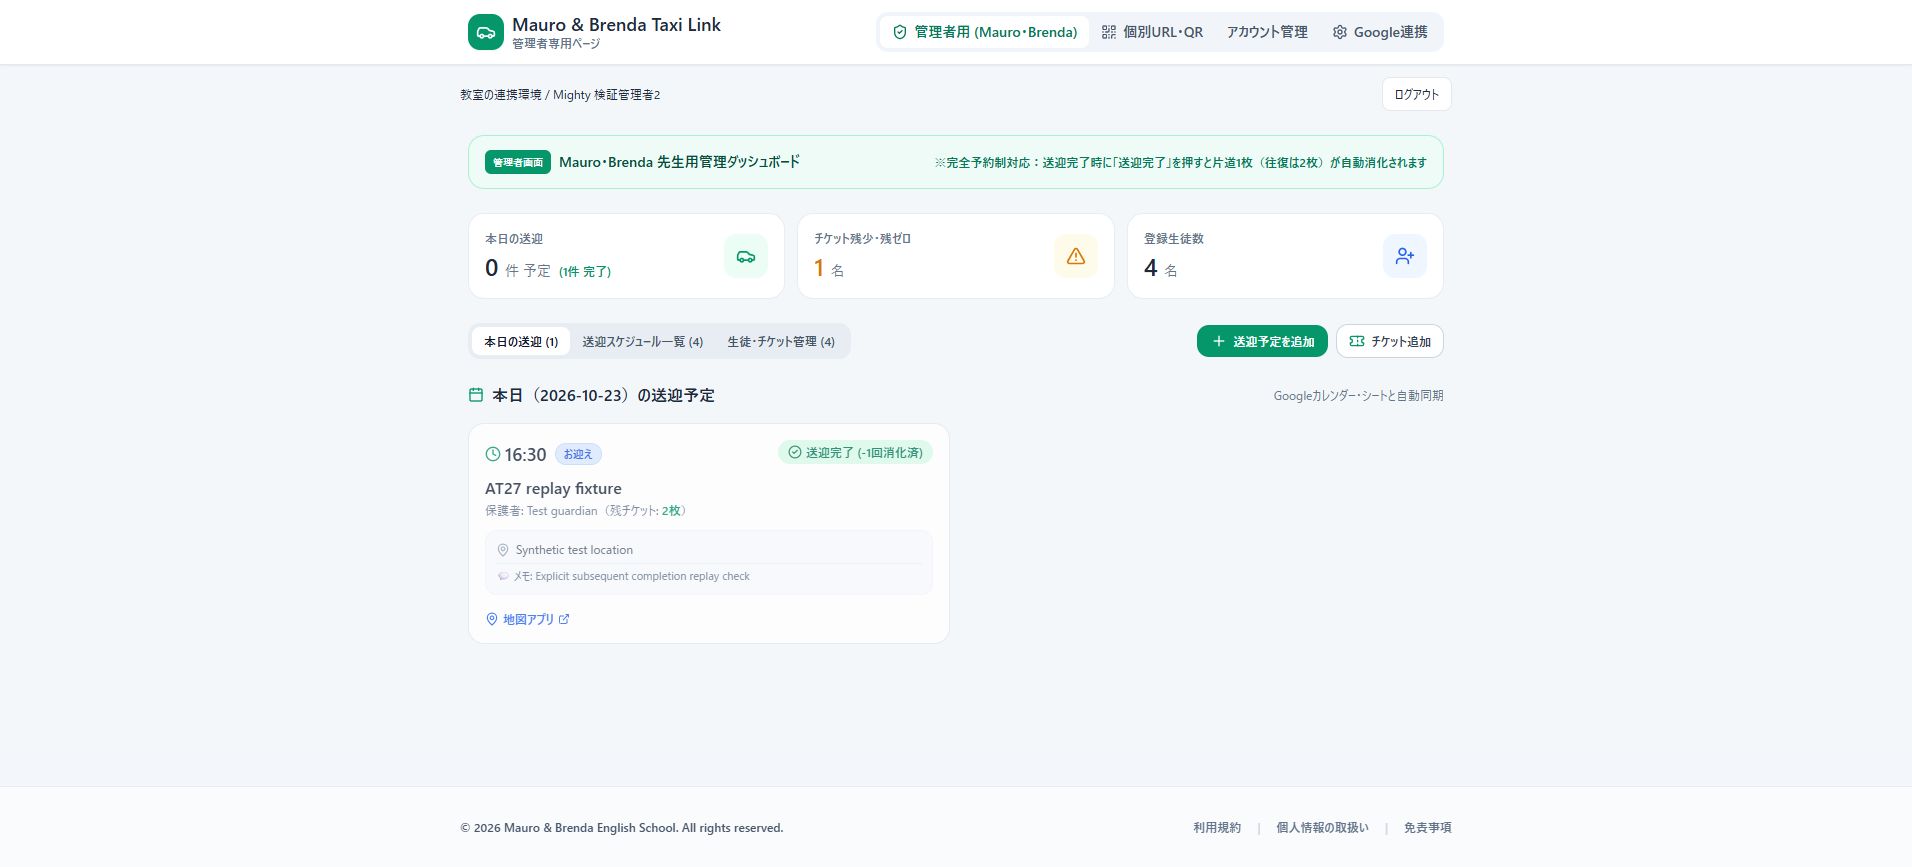 Mauro & Brenda Taxi Link
管理者専用ページ
管理者用 (Mauro・Brenda)
個別URL・QR
アカウント管理
Google連携
教室の連携環境 / Mighty 検証管理者2
ログアウト
管理者画面
Mauro・Brenda 先生用管理ダッシュボード
※完全予約制対応：送迎完了時に「送迎完了」を押すと片道1枚（往復は2枚）が自動消化されます
本日の送迎
0 件 予定 (1件 完了)
チケット残少・残ゼロ
1 名
登録生徒数
4 名
本日の送迎 (1)
送迎スケジュール一覧 (4)
生徒・チケット管理 (4)
送迎予定を追加
チケット追加
本日（2026-10-23）の送迎予定
Googleカレンダー・シートと自動同期
16:30 お迎え
送迎完了 (-1回消化済)
AT27 replay fixture
保護者: Test guardian（残チケット: 2枚）
Synthetic test location
メモ: Explicit subsequent completion replay check
地図アプリ
© 2026 Mauro & Brenda English School. All rights reserved.
利用規約 | 個人情報の取扱い | 免責事項